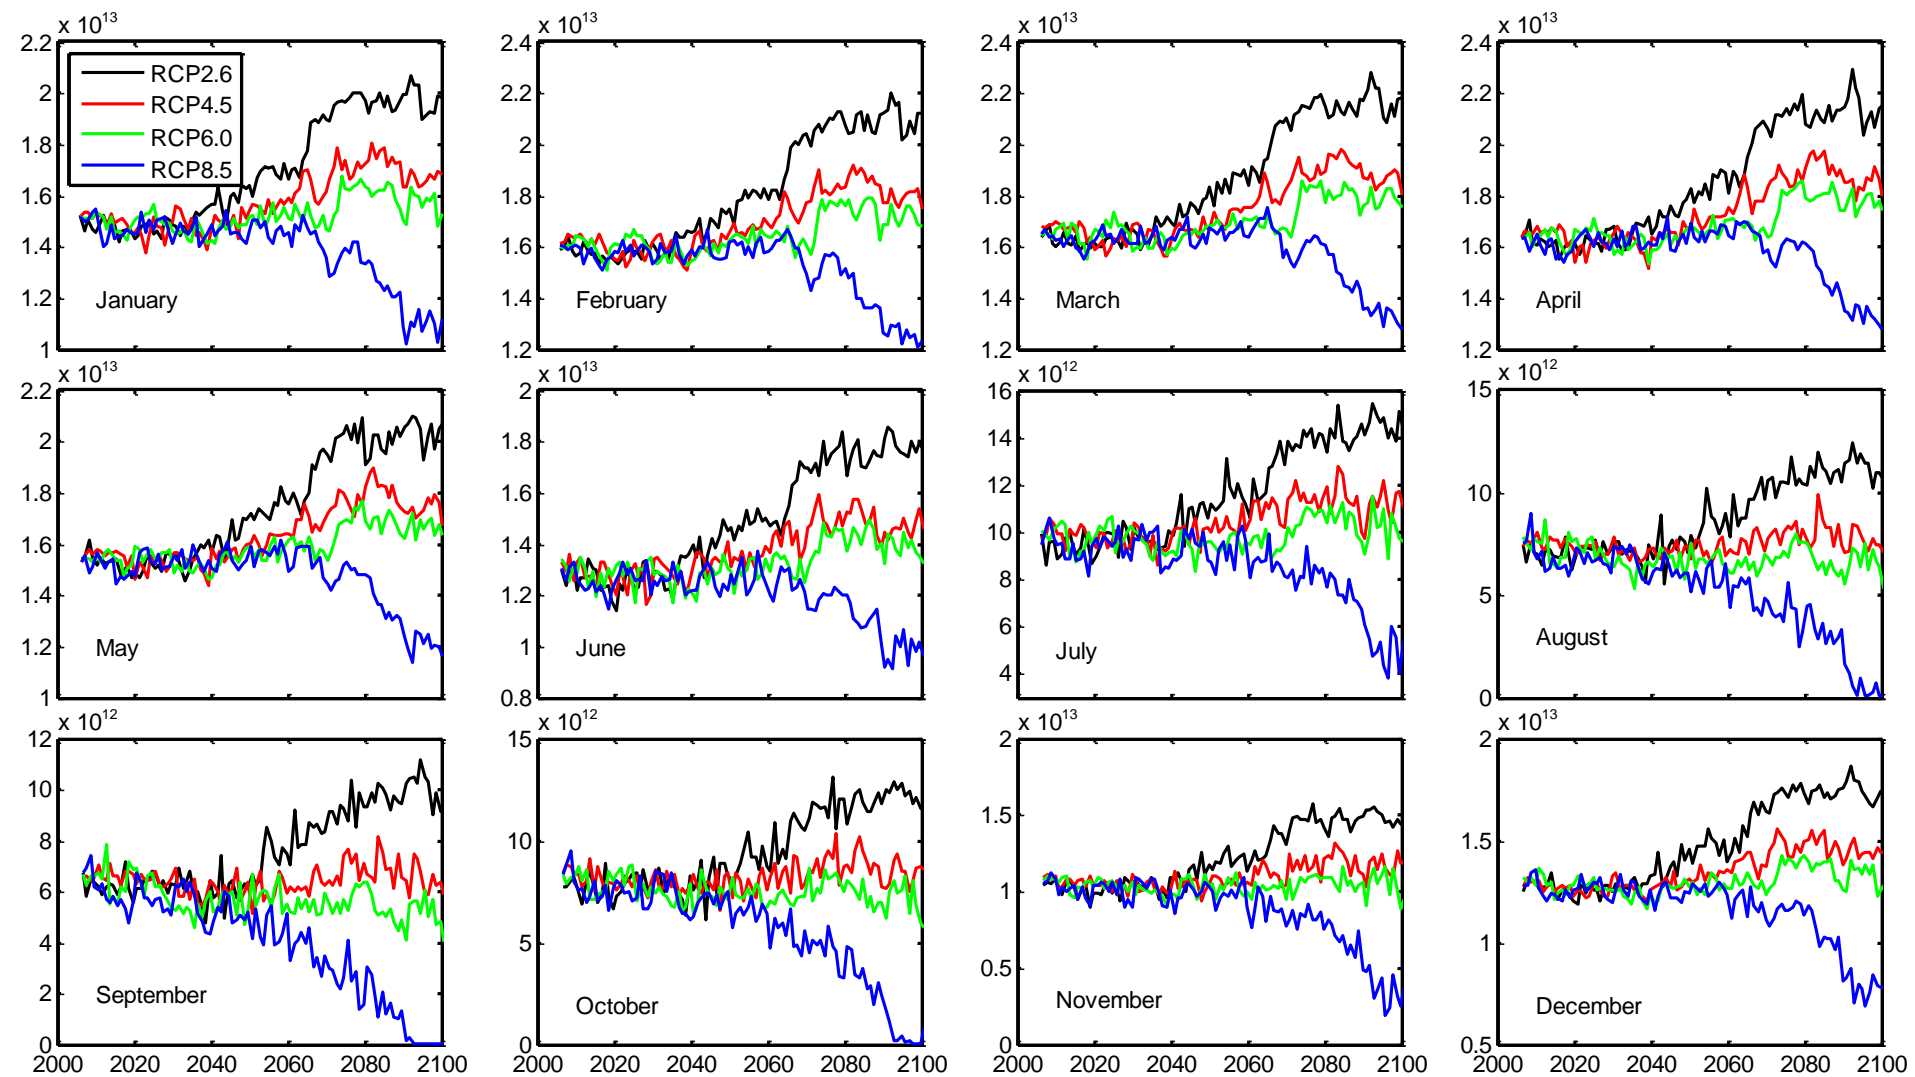 x 10^13 x 10^13 x 10^13 x 10^13
2.2 2.4 2.4 2.4
RCP2.6
2 2.2 2.2 2.2
RCP4.5
1.8 2 2 2
RCP6.0
RCP8.5
1.6 1.8 1.8 1.8
1.4 1.6 1.6 1.6
1.2 1.4 1.4 1.4
January February March April
1 1.2 1.2 1.2
x 10^13 x 10^13 x 10^12 x 10^12
2.2 2 16 15
2 1.8 14
1.8 1.6 12 10
1.6 1.4 10
1.4 1.2 8 5
1.2 1 6
May June July August
4
1 0.8 0
x 10^12 x 10^12 x 10^13 x 10^13
12 15 2 2
10
8 10 1.5 1.5
6 1
4 5 1
2 0.5
September October November December
0 0 0 0.5
2000 2020 2040 2060 2080 2100 2000 2020 2040 2060 2080 2100 2000 2020 2040 2060 2080 2100 2000 2020 2040 2060 2080 2100